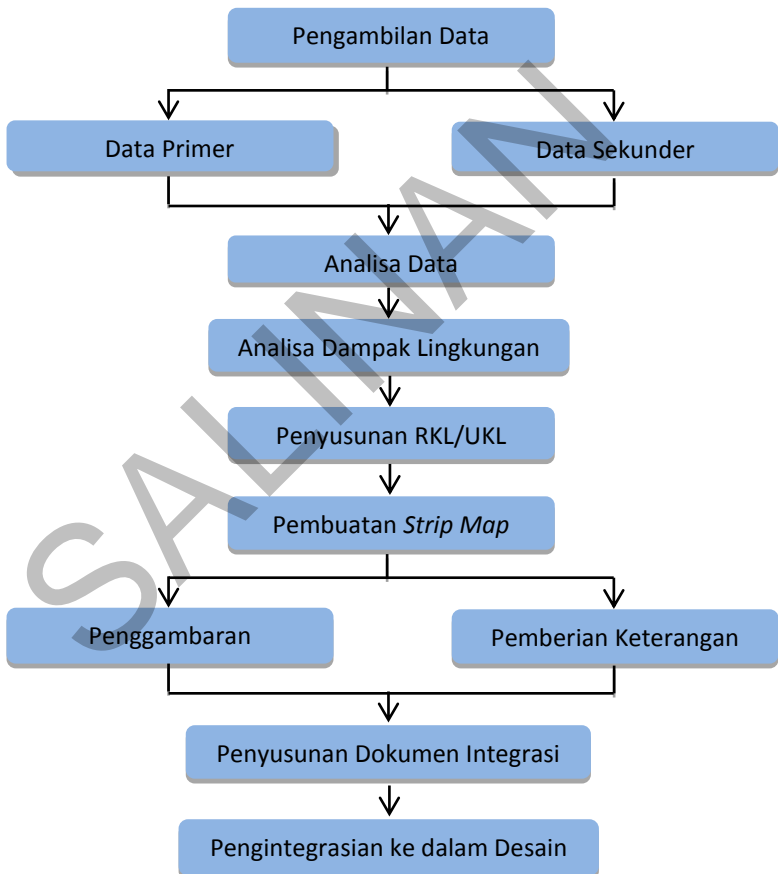 Pengambilan Data
Data Primer
Data Sekunder
Analisa Data
Analisa Dampak Lingkungan
Penyusunan RKL/UKL
Pembuatan Strip Map
Penggambaran
Pemberian Keterangan
Penyusunan Dokumen Integrasi
Pengintegrasian ke dalam Desain
SALINAN